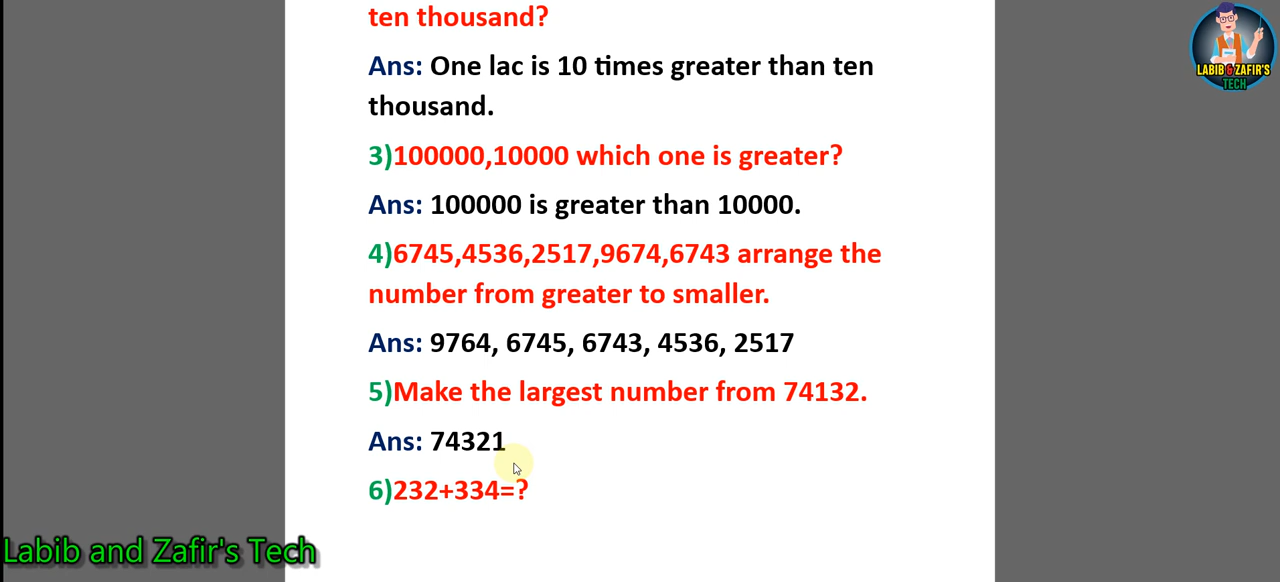 ten thousand?
Ans: One lac is 10 times greater than ten
thousand.
3)100000,10000 which one is greater?
Ans: 100000 is greater than 10000.
4)6745,4536,2517,9674,6743 arrange the
number from greater to smaller.
Ans: 9764, 6745, 6743, 4536, 2517
5)Make the largest number from 74132.
Ans: 74321
6)232+334=?
LABIB & ZAFIR'S
TECH
Labib and Zafir's Tech